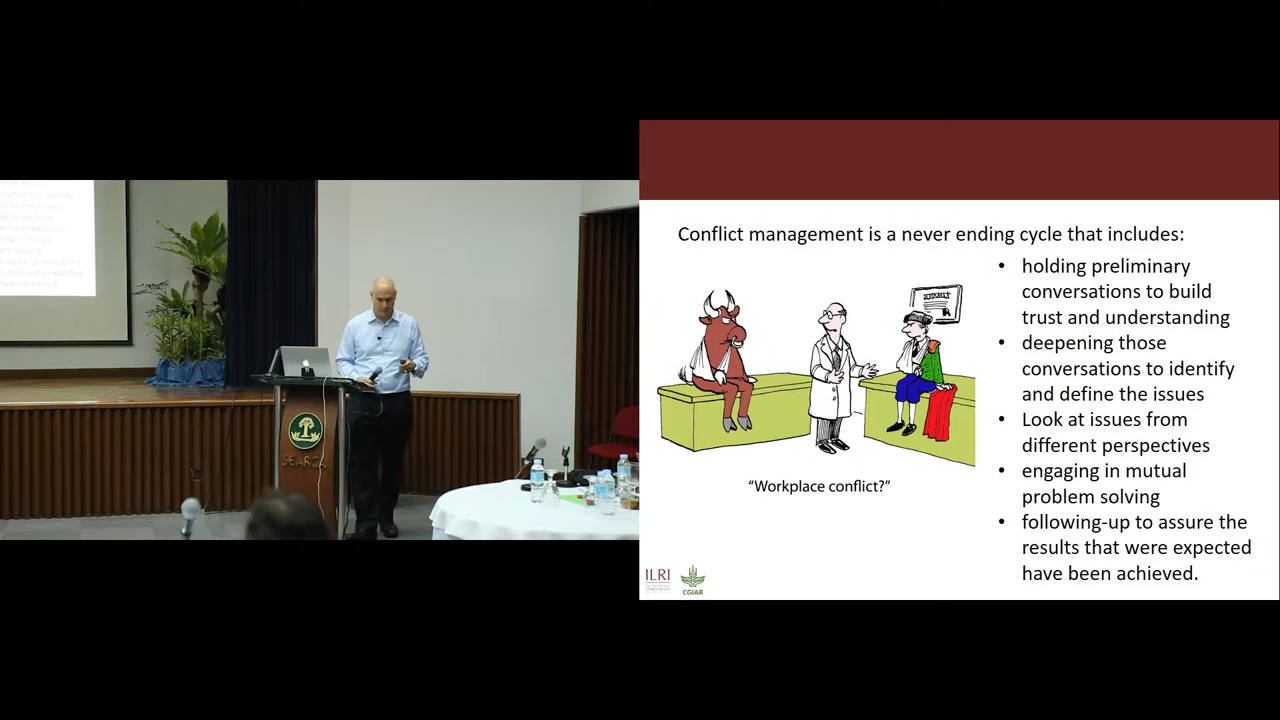 SEARCA
Conflict management is a never ending cycle that includes:
• holding preliminary
conversations to build
trust and understanding
• deepening those
conversations to identify
and define the issues
• Look at issues from
different perspectives
• engaging in mutual
problem solving
• following-up to assure the
results that were expected
have been achieved.
“Workplace conflict?”
ILRI
CGIAR